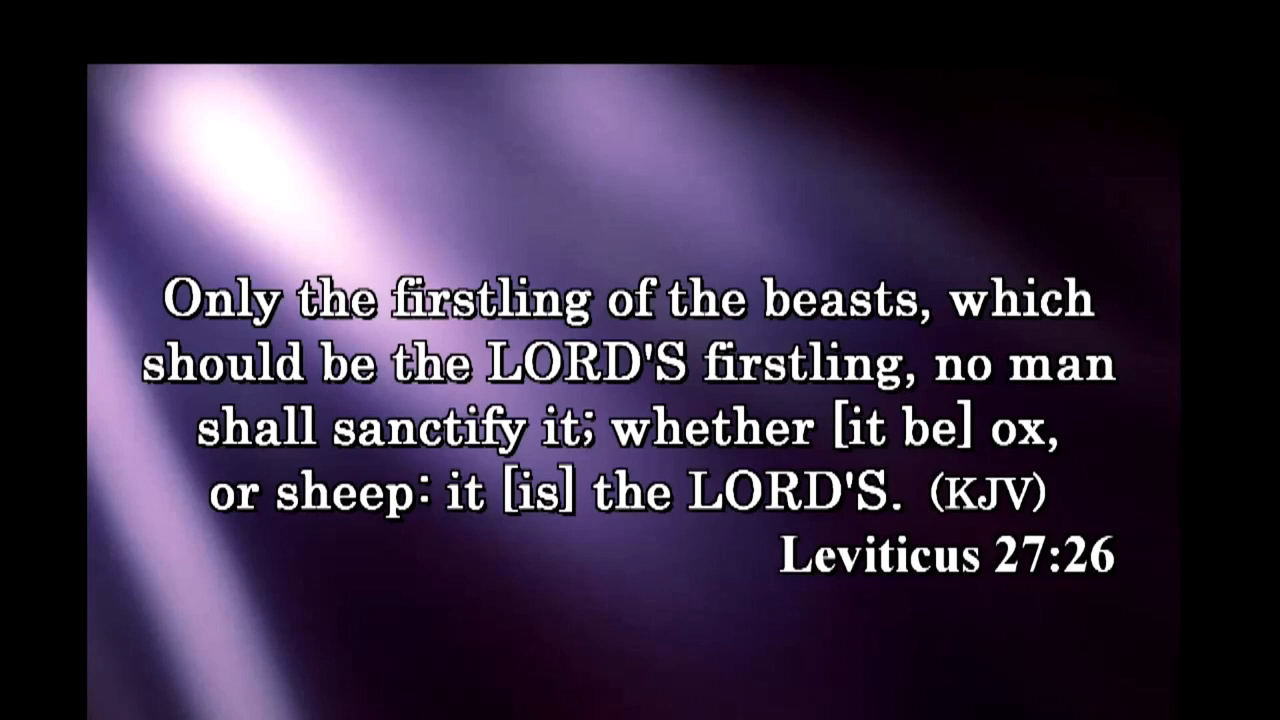 Only the firstling of the beasts, which
should be the LORD'S firstling, no man
shall sanctify it; whether [it be] ox,
or sheep: it [is] the LORD'S. (KJV)
Leviticus 27:26